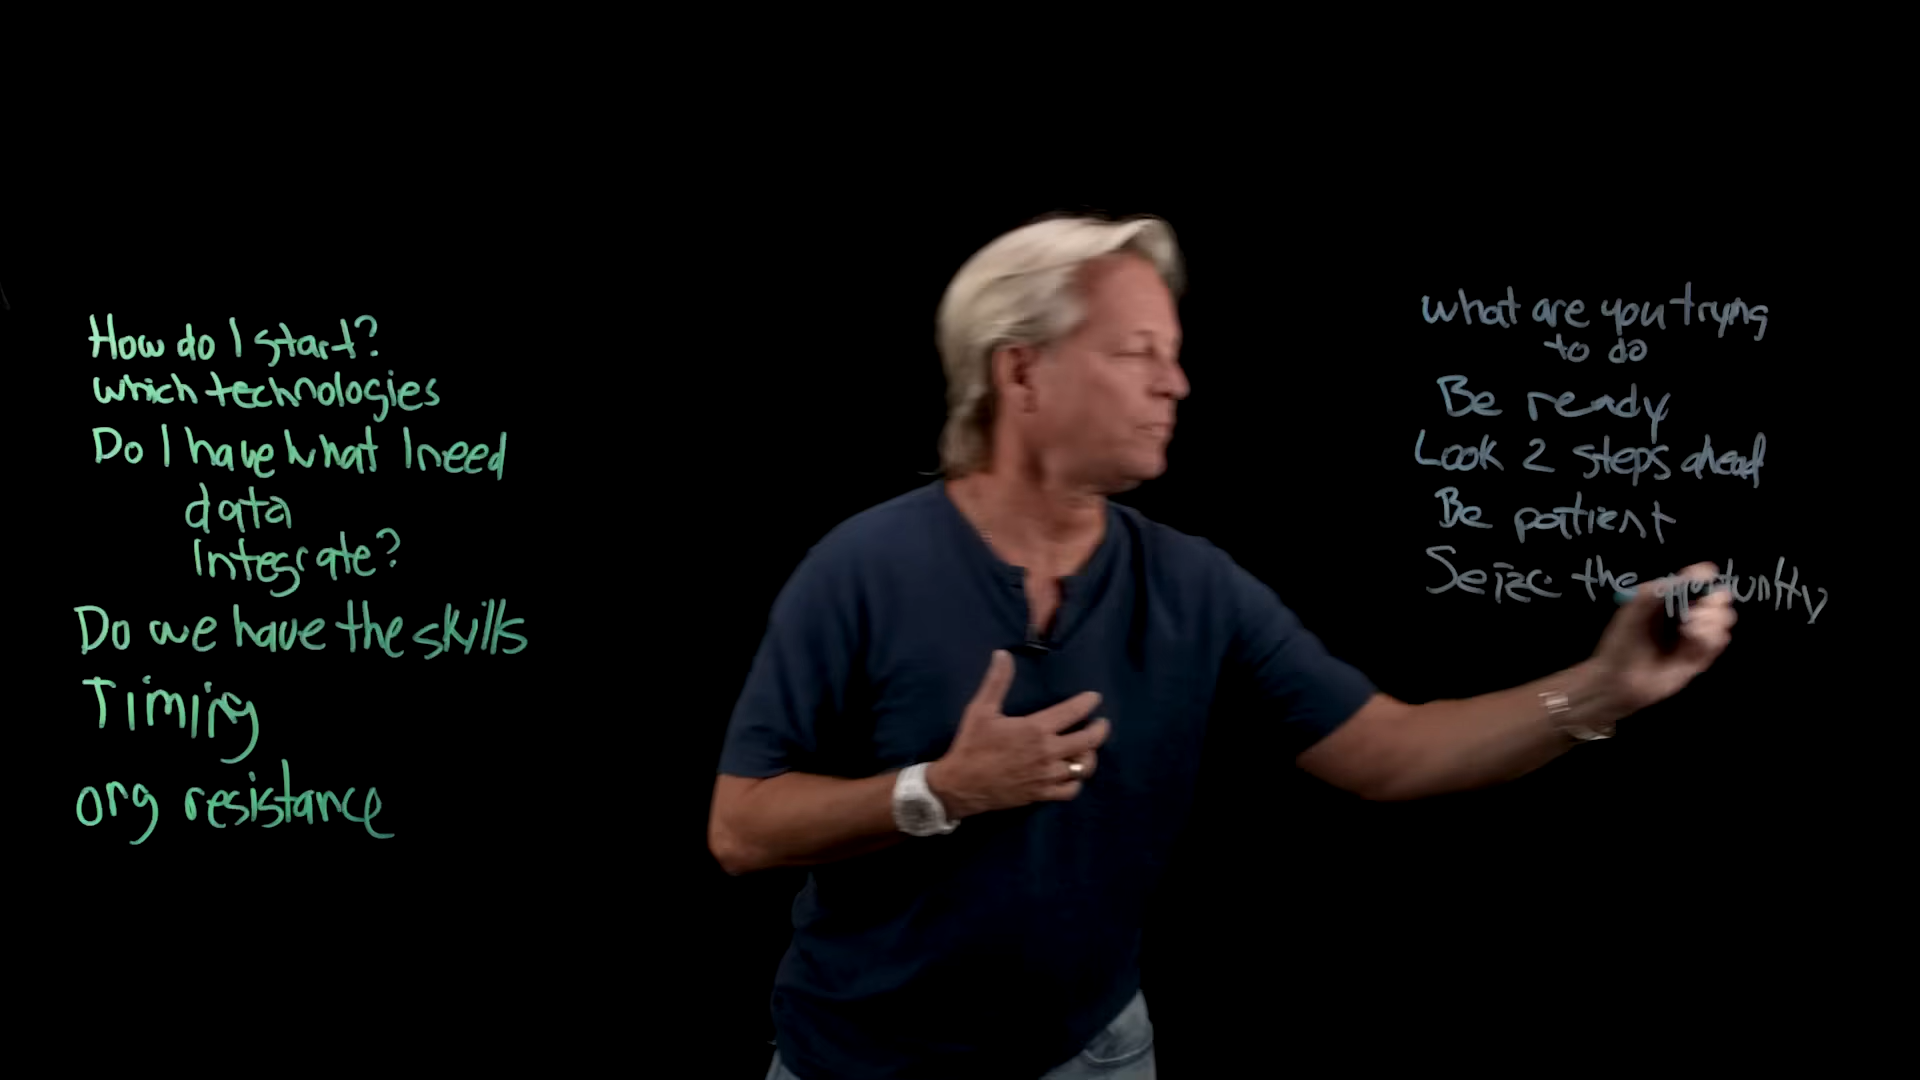 How do I start?
which technologies
Do I have what I need
data
Integrate?
Do we have the skills
Timing
org resistance
what are you trying
to do
Be ready
Look 2 steps ahead
Be patient
Seize the opportunity